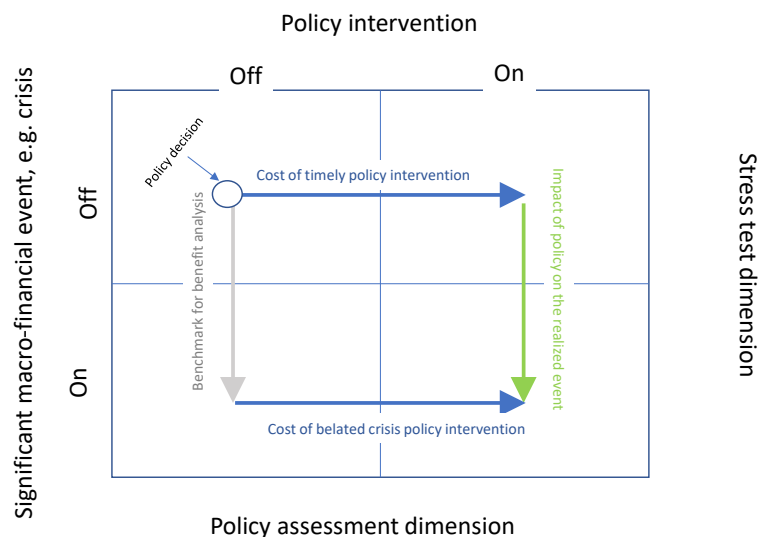 Policy intervention
Off
On
Significant macro-financial event, e.g. crisis
Off
On
Policy decision
Cost of timely policy intervention
Benchmark for benefit analysis
Impact of policy on the realized event
Cost of belated crisis policy intervention
Stress test dimension
Policy assessment dimension